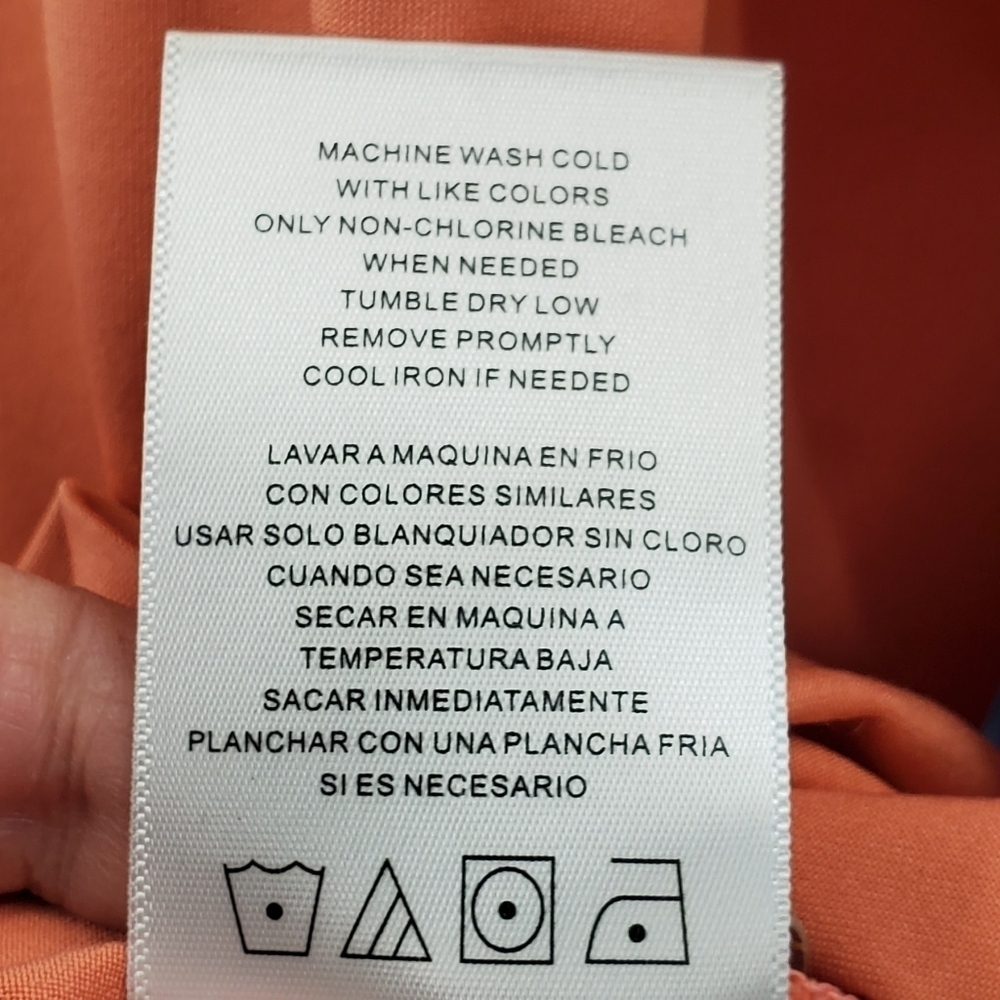 MACHINE WASH COLD
WITH LIKE COLORS
ONLY NON-CHLORINE BLEACH
WHEN NEEDED
TUMBLE DRY LOW
REMOVE PROMPTLY
COOL IRON IF NEEDED
LAVAR A MAQUINA EN FRIO
CON COLORES SIMILARES
USAR SOLO BLANQUIADOR SIN CLORO
CUANDO SEA NECESARIO
SECAR EN MAQUINA A
TEMPERATURA BAJA
SACAR INMEDIATAMENTE
PLANCHAR CON UNA PLANCHA FRIA
SI ES NECESARIO